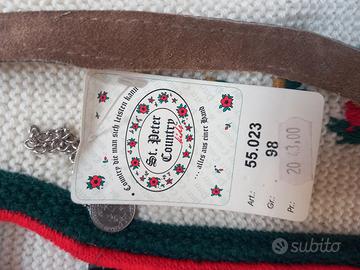 Country die man sich leisten kann
St. Peter
Country
...alles aus einer Hand
Art.: 55.023
Gr.: 98
Pr.:
subito